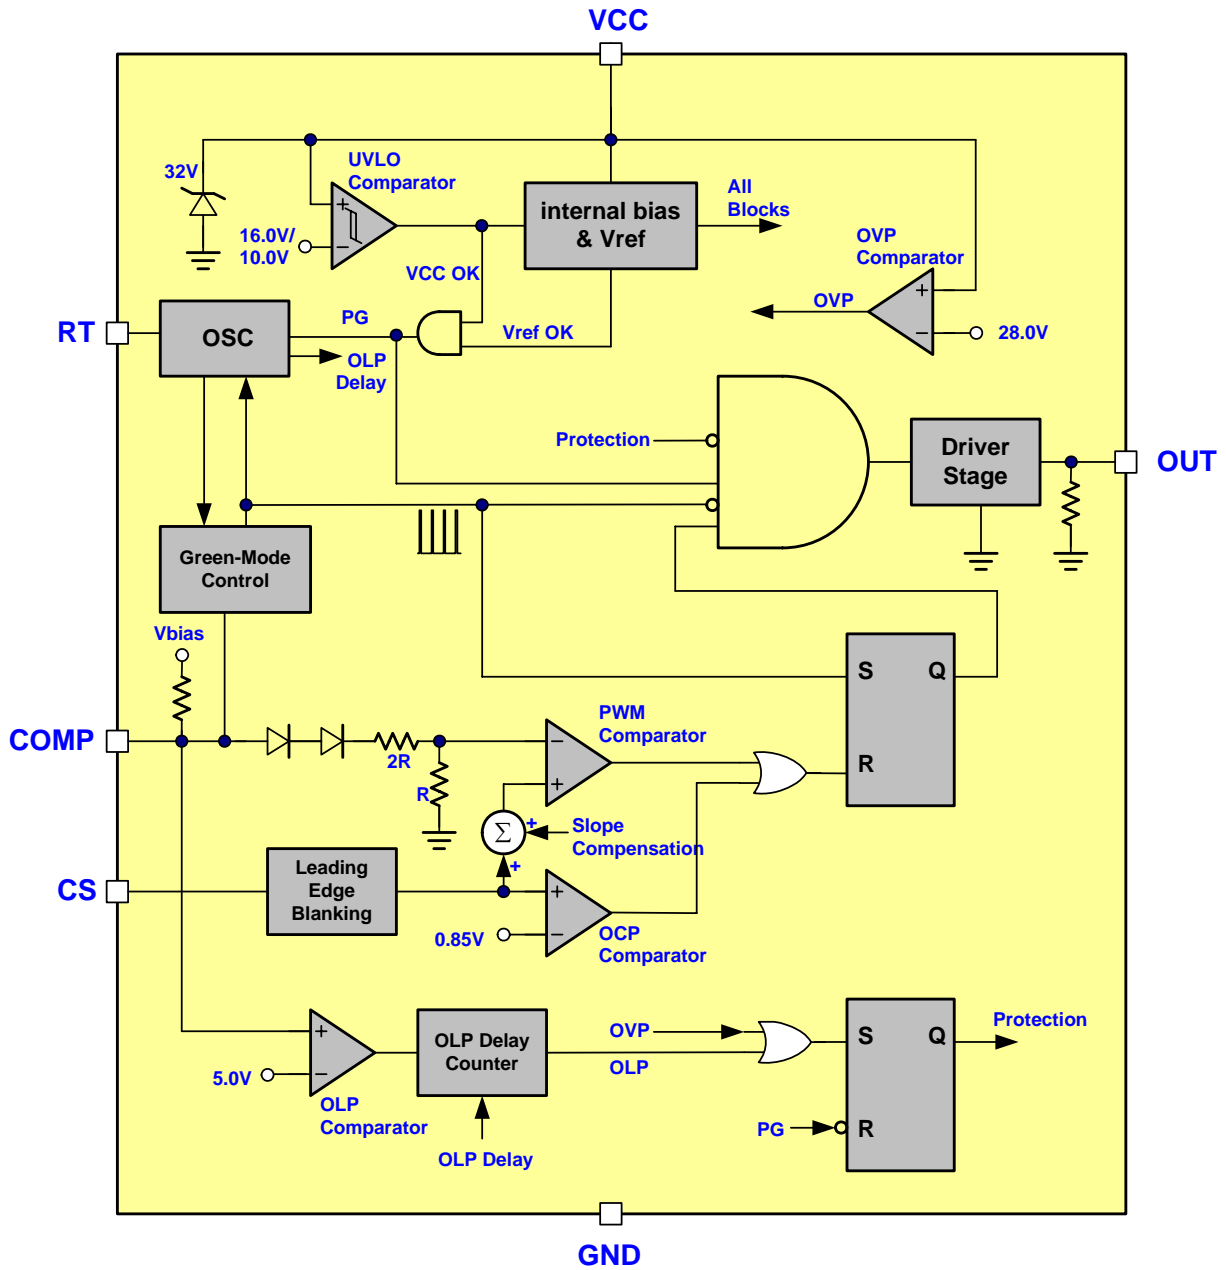 VCC
32V
UVLO
Comparator
16.0V/
10.0V
VCC OK
internal bias
& Vref
All
Blocks
OVP
Comparator
OVP
28.0V
RT
OSC
PG
OLP
Delay
Vref OK
Protection
Driver
Stage
OUT
Green-Mode
Control
Vbias
COMP
2R
R
PWM
Comparator
S
Q
R
+
Σ
+
Slope
Compensation
CS
Leading
Edge
Blanking
0.85V
OCP
Comparator
5.0V
OLP
Comparator
OLP Delay
Counter
OLP Delay
OVP
OLP
S
Q
PG
R
Protection
GND